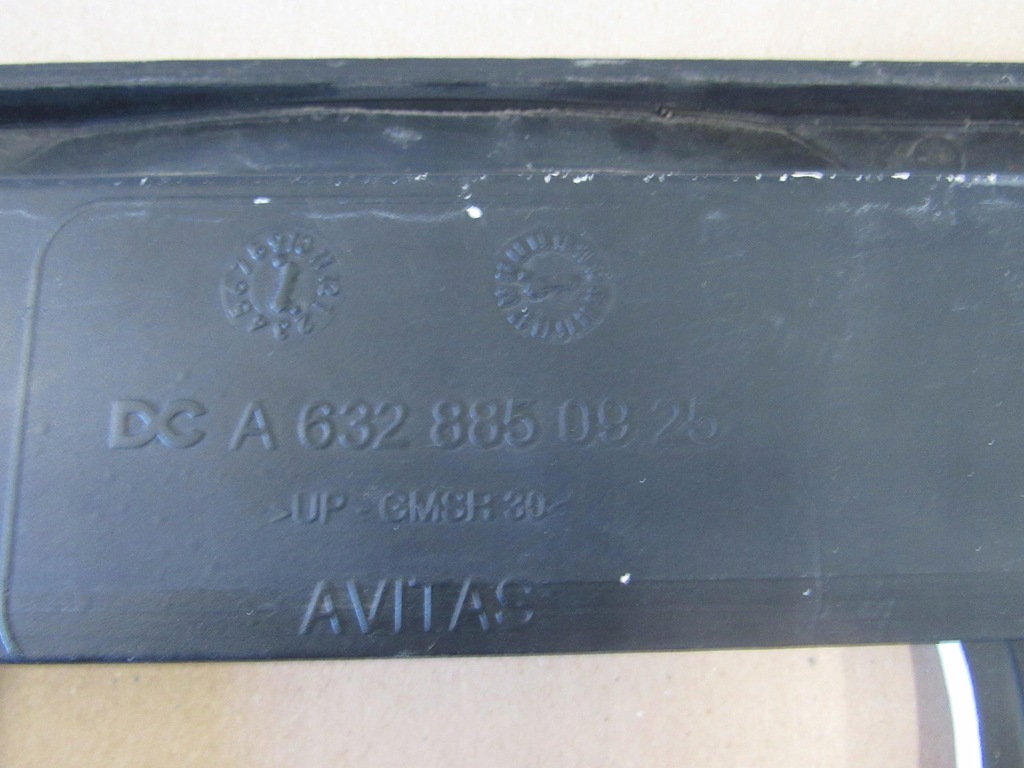 DC A 632 885 09 25
>UP-GMSR 30<
AVITAS